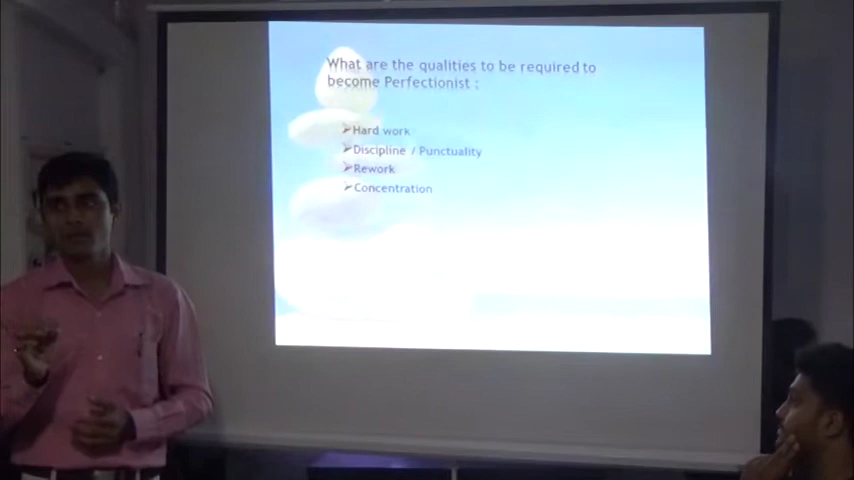 What are the qualities to be required to
become Perfectionist :
➢Hard work
➢Discipline / Punctuality
➢Rework
➢Concentration